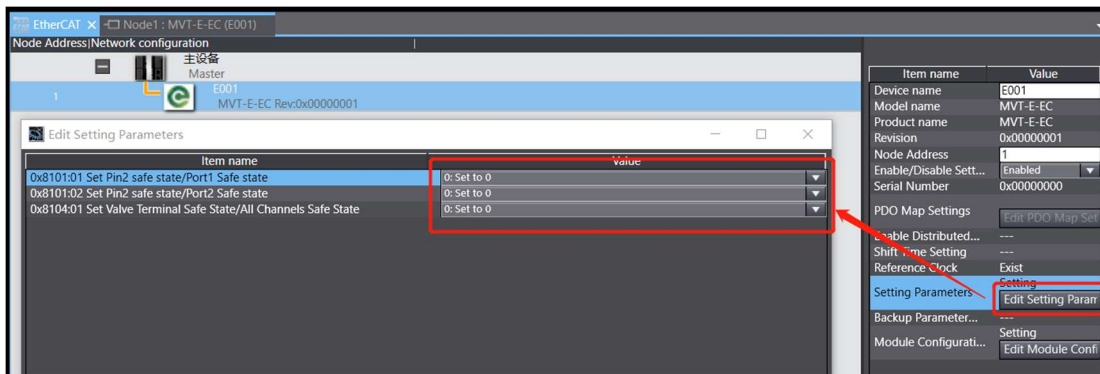 EtherCAT × Node1 : MVT-E-EC (E001)
Node Address|Network configuration
主设备
Master
1
E001
MVT-E-EC Rev:0x00000001
Edit Setting Parameters
Item name Value
0x8101:01 Set Pin2 safe state/Port1 Safe state 0: Set to 0
0x8101:02 Set Pin2 safe state/Port2 Safe state 0: Set to 0
0x8104:01 Set Valve Terminal Safe State/All Channels Safe State 0: Set to 0
Item name Value
Device name E001
Model name MVT-E-EC
Product name MVT-E-EC
Revision 0x00000001
Node Address 1
Enable/Disable Sett... Enabled
Serial Number 0x00000000
PDO Map Settings Edit PDO Map Set
Enable Distributed... ---
Shift Time Setting ---
Reference Clock Exist
Setting Parameters Setting
Edit Setting Param
Backup Parameter... ---
Module Configurati... Setting
Edit Module Confi